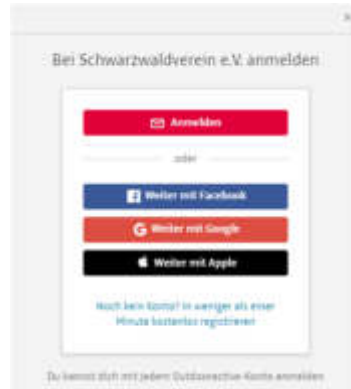 Bei Schwarzwaldverein e.V. anmelden
Anmelden
oder
Weiter mit Facebook
Weiter mit Google
Weiter mit Apple
Noch kein Konto? In weniger als einer
Minute kostenlos registrieren
Du kannst dich mit jedem Outdooractive-Konto anmelden